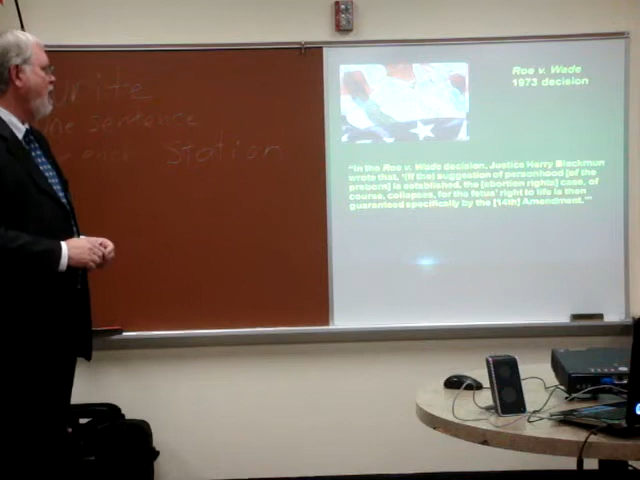 write
one sentence
Station
Roe v. Wade
1973 decision
"In the Roe v. Wade decision, Justice Harry Blackmun
wrote that, '(If the) suggestion of personhood [of the
preborn] is established, the [abortion rights] case, of
course, collapses, for the fetus' right to life is then
guaranteed specifically by the [14th] Amendment.'"